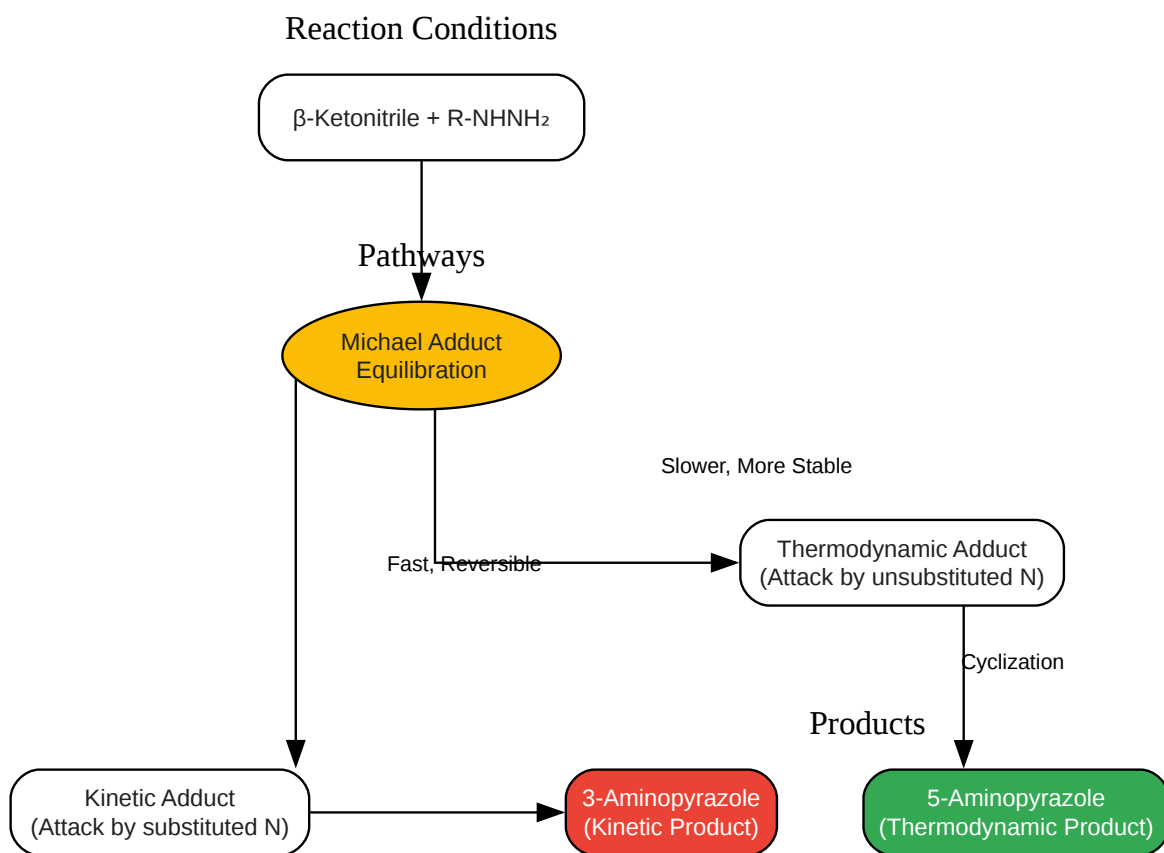 Reaction Conditions
β-Ketonitrile + R-NHNH₂
Pathways
Michael Adduct
Equilibration
Slower, More Stable
Fast, Reversible
Thermodynamic Adduct
(Attack by unsubstituted N)
Cyclization
Products
Kinetic Adduct
(Attack by substituted N)
3-Aminopyrazole
(Kinetic Product)
5-Aminopyrazole
(Thermodynamic Product)